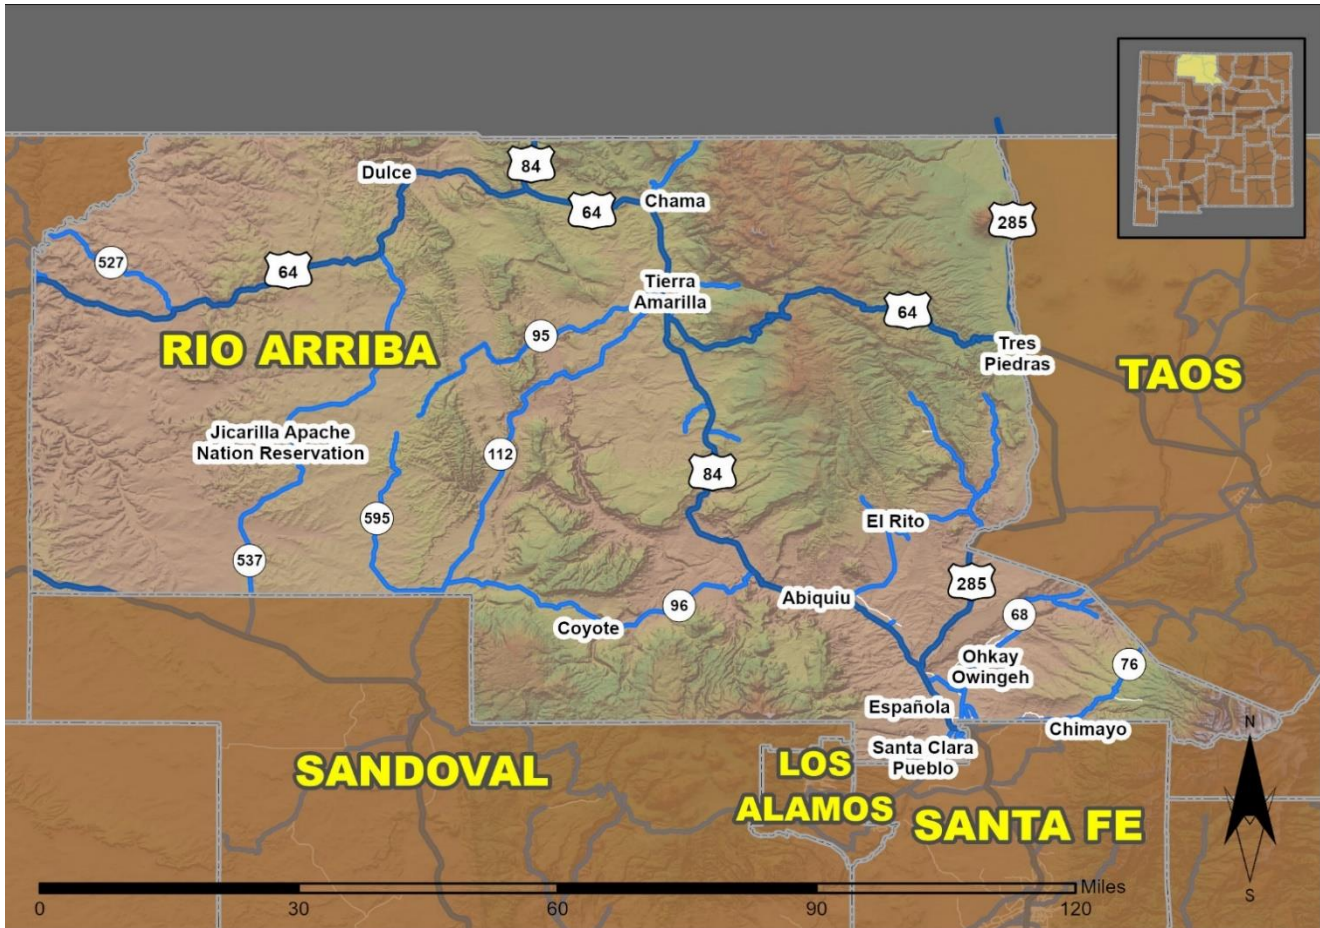 84
Dulce
Chama
64
285
527
64
Tierra
Amarilla
64
95
RIO ARRIBA
Tres
Piedras
TAOS
Jicarilla Apache
Nation Reservation
112
84
595
El Rito
537
285
Abiquiu
96
68
Coyote
Ohkay
Owingeh
76
Española
Chimayo
N
Santa Clara
Pueblo
SANDOVAL
LOS
ALAMOS
SANTA FE
Miles
S
0
30
60
90
120